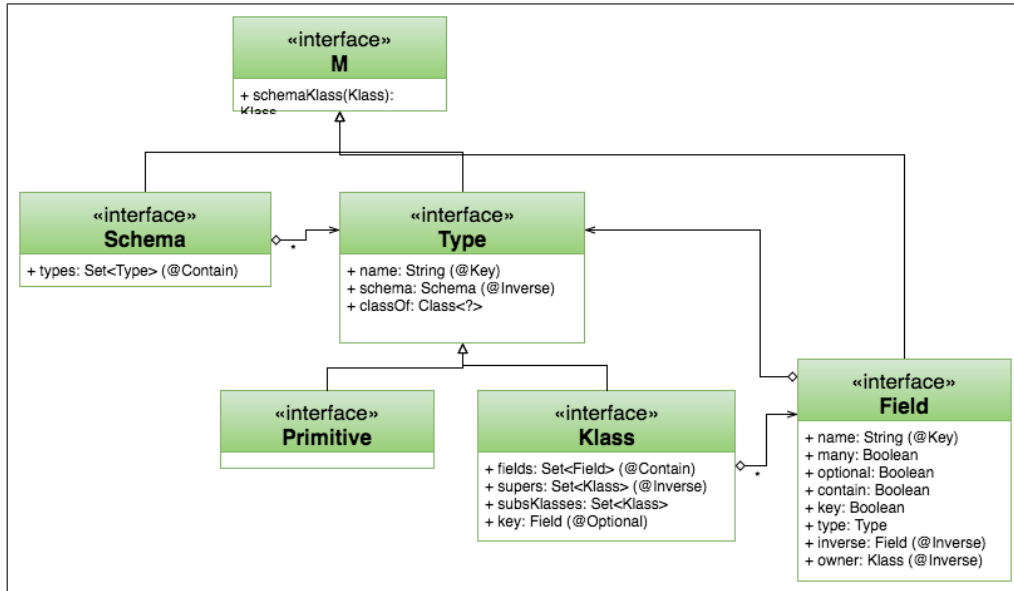 «interface»
M
+ schemaKlass(Klass):
Klass
«interface»
Schema
+ types: Set<Type> (@Contain)
*
«interface»
Type
+ name: String (@Key)
+ schema: Schema (@Inverse)
+ classOf: Class<?>
«interface»
Primitive
«interface»
Klass
+ fields: Set<Field> (@Contain)
+ supers: Set<Klass> (@Inverse)
+ subsKlasses: Set<Klass>
+ key: Field (@Optional)
*
«interface»
Field
+ name: String (@Key)
+ many: Boolean
+ optional: Boolean
+ contain: Boolean
+ key: Boolean
+ type: Type
+ inverse: Field (@Inverse)
+ owner: Klass (@Inverse)